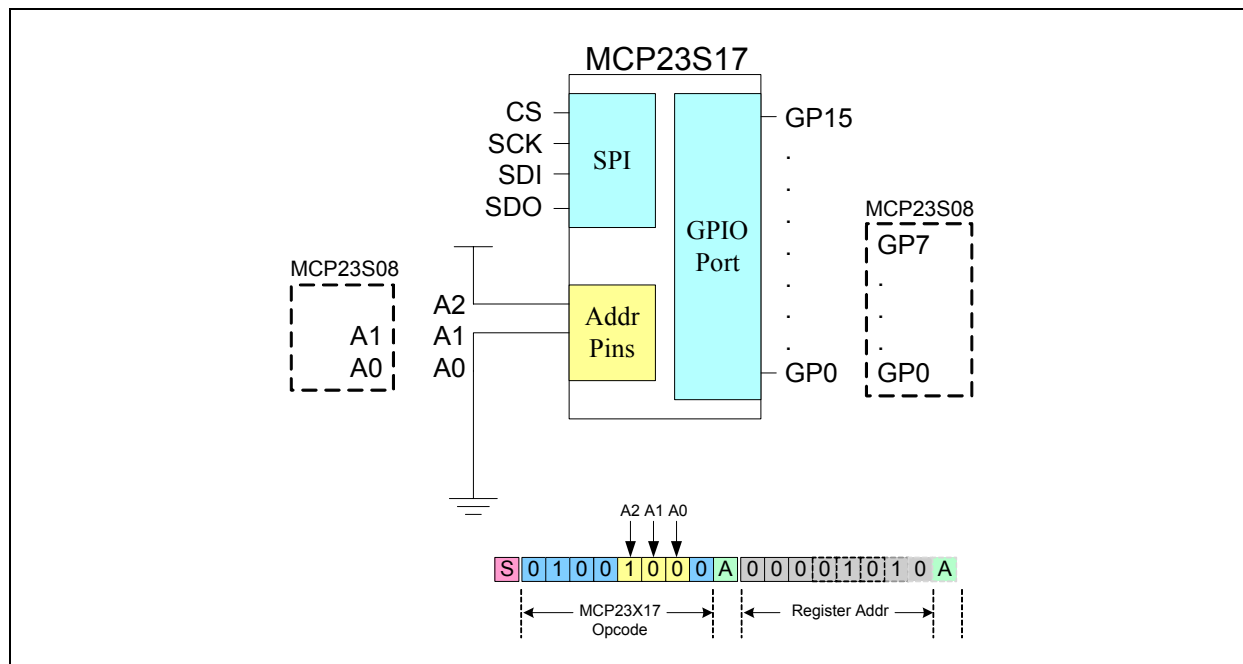 MCP23S17
CS
SCK
SDI
SDO
SPI
GPIO
Port
GP15
.
.
.
.
.
.
.
GP0
MCP23S08
GP7
.
.
.
GP0
MCP23S08
A1
A0
A2
A1
A0
Addr
Pins
A2 A1 A0
S 0 1 0 0 1 0 0 0 A 0 0 0 0 1 0 1 0 A
MCP23X17
Opcode
Register Addr